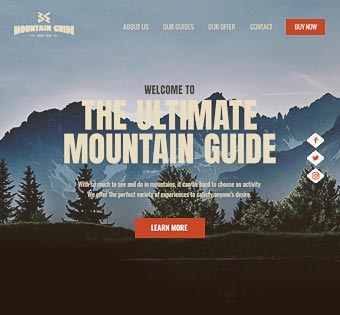 MOUNTAIN GUIDE
ABOUT US OUR GUIDES OUR OFFER CONTACT BUY NOW
WELCOME TO
THE ULTIMATE
MOUNTAIN GUIDE
With so much to see and do in mountains, it can be hard to choose an activity
We offer the perfect variety of experiences to satisfy anyone's desire.
LEARN MORE